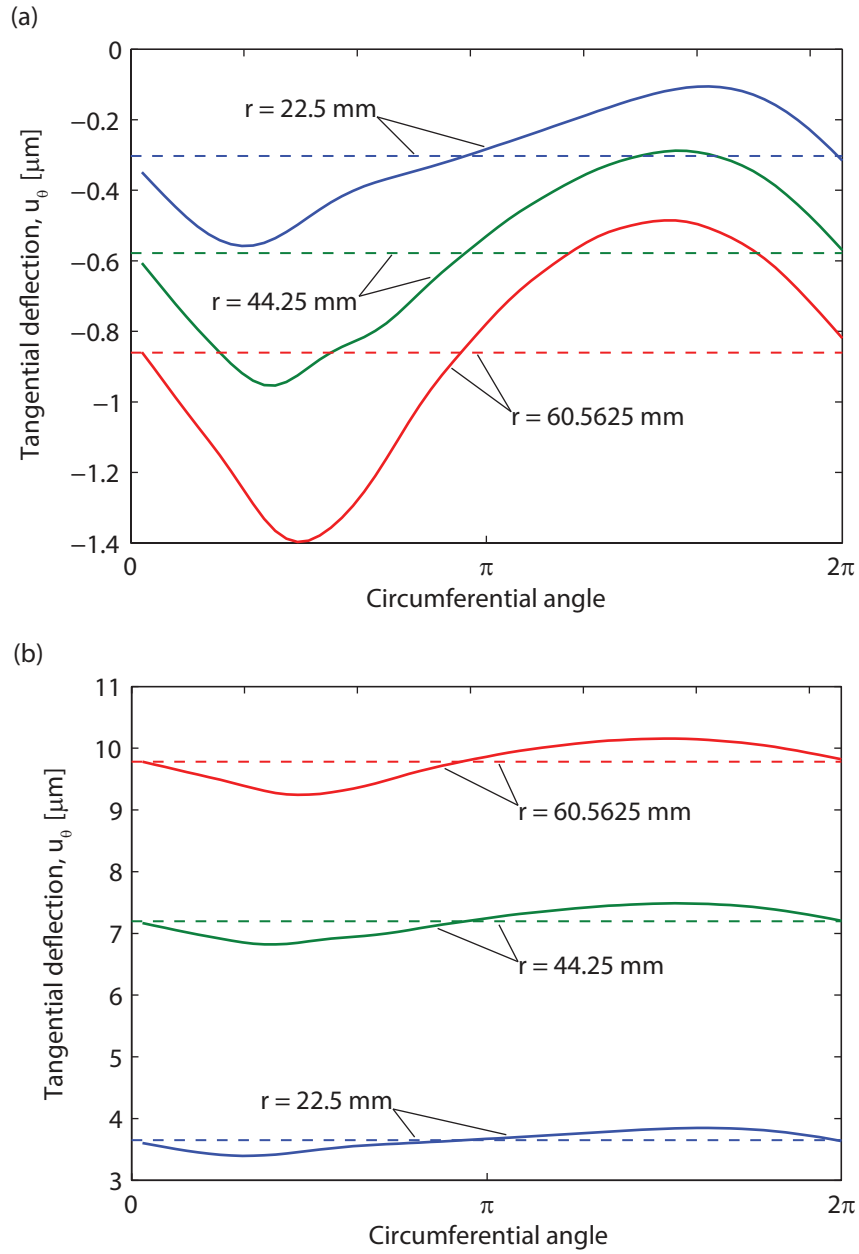 (a)
0
−0.2
−0.4
−0.6
−0.8
−1
−1.2
−1.4
Tangential deflection, uθ [μm]
r = 22.5 mm
r = 44.25 mm
r = 60.5625 mm
0
π
2π
Circumferential angle
(b)
11
10
9
8
7
6
5
4
3
Tangential deflection, uθ [μm]
r = 60.5625 mm
r = 44.25 mm
r = 22.5 mm
0
π
2π
Circumferential angle